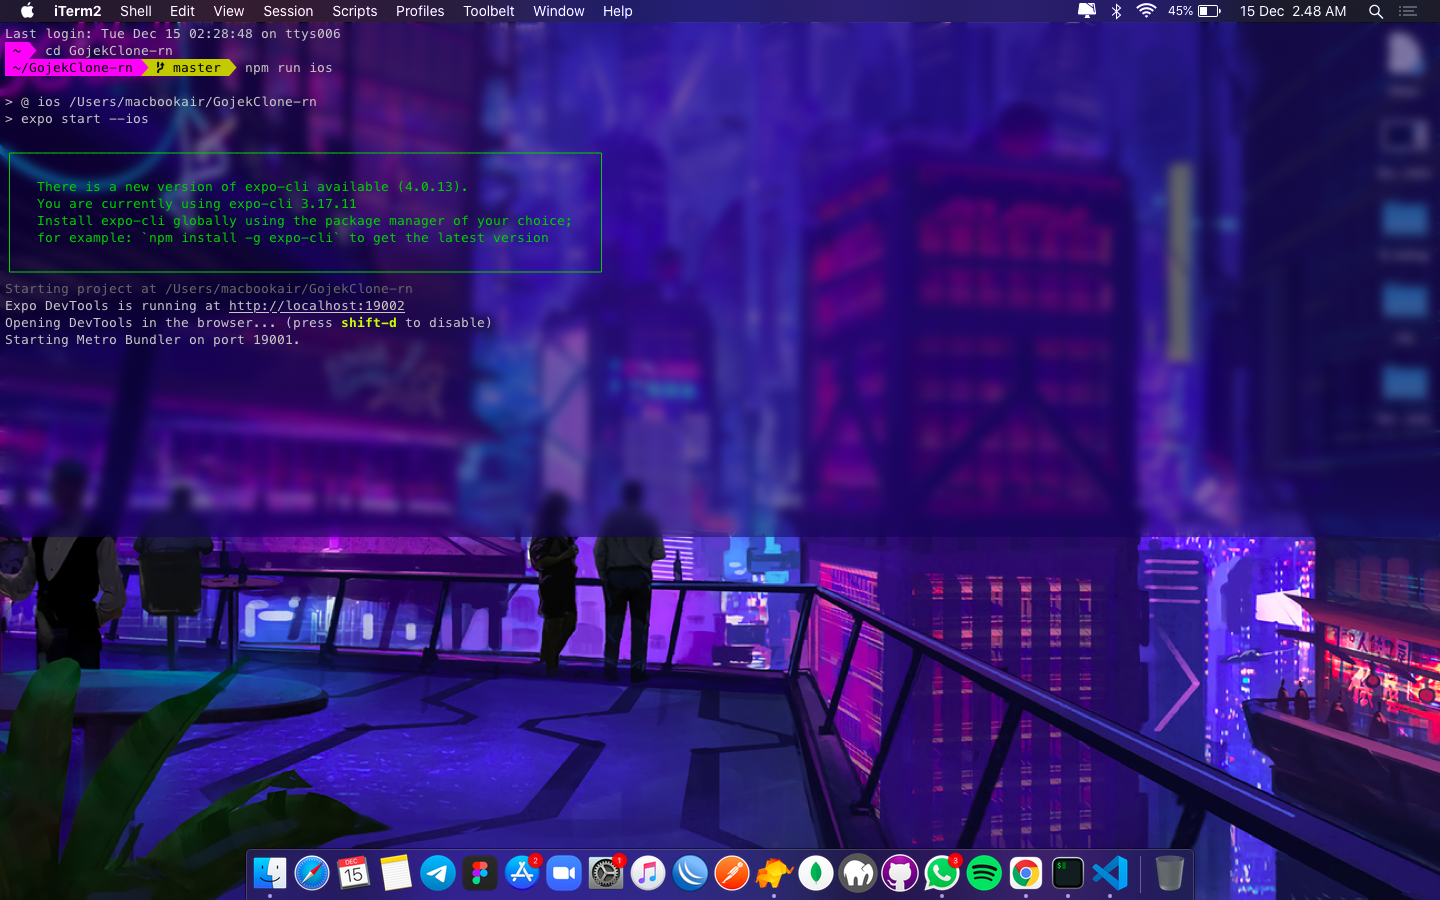 iTerm2 Shell Edit View Session Scripts Profiles Toolbelt Window Help 45% 15 Dec 2.48 AM
Last login: Tue Dec 15 02:28:48 on ttys006
~ cd GojekClone-rn
~/GojekClone-rn master npm run ios
> @ ios /Users/macbookair/GojekClone-rn
> expo start --ios
There is a new version of expo-cli available (4.0.13).
You are currently using expo-cli 3.17.11
Install expo-cli globally using the package manager of your choice;
for example: `npm install -g expo-cli` to get the latest version
Starting project at /Users/macbookair/GojekClone-rn
Expo DevTools is running at http://localhost:19002
Opening DevTools in the browser... (press shift-d to disable)
Starting Metro Bundler on port 19001.
DEC
15
2
1
3
$